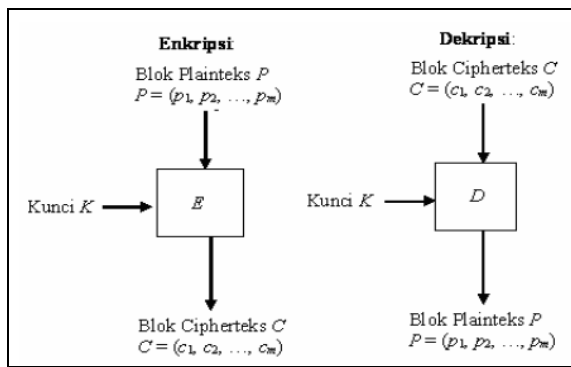 Enkripsi:
Blok Plainteks P
P = (p1, p2, …, pm)
Kunci K
E
Blok Cipherteks C
C = (c1, c2, …, cm)
Dekripsi:
Blok Cipherteks C
C = (c1, c2, …, cm)
Kunci K
D
Blok Plainteks P
P = (p1, p2, …, pm)